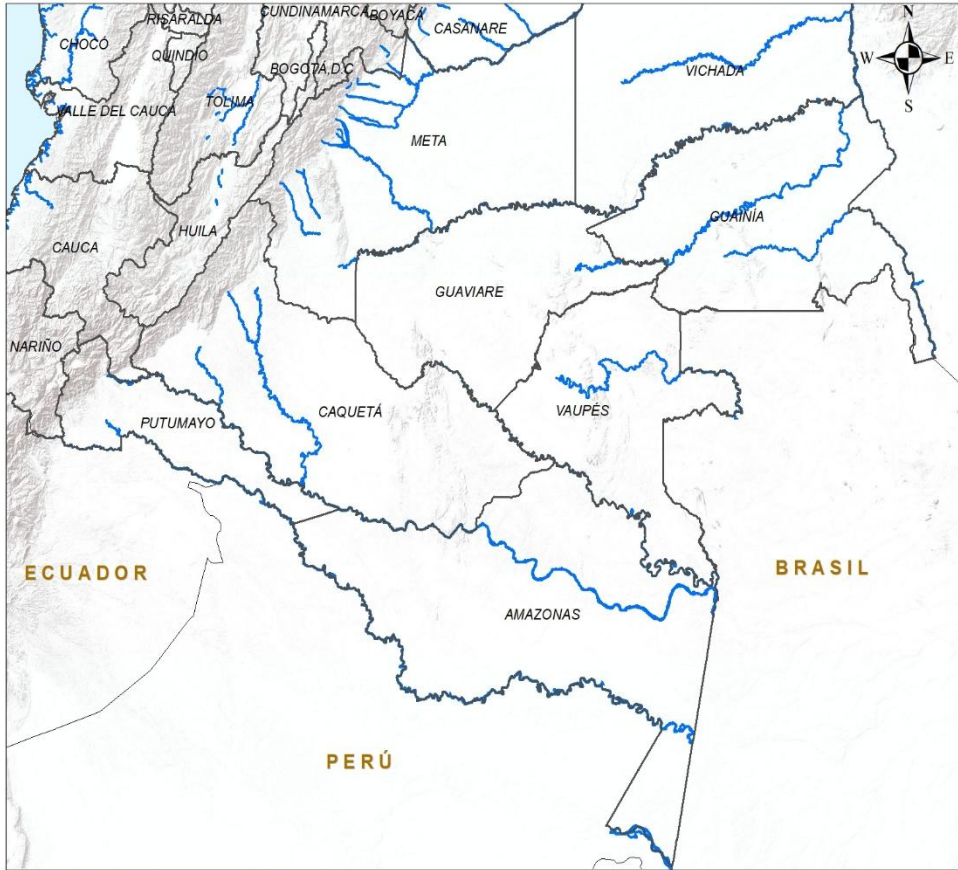 CUNDINAMARCA
BOYACÁ
RISARALDA
CASANARE
N
CHOCÓ
QUINDIO
BOGOTÁ, D.C
W
E
VICHADA
S
TOLIMA
VALLE DEL CAUCA
META
GUAINÍA
HUILA
CAUCA
GUAVIARE
NARIÑO
CAQUETÁ
VAUPÉS
PUTUMAYO
ECUADOR
BRASIL
AMAZONAS
PERÚ